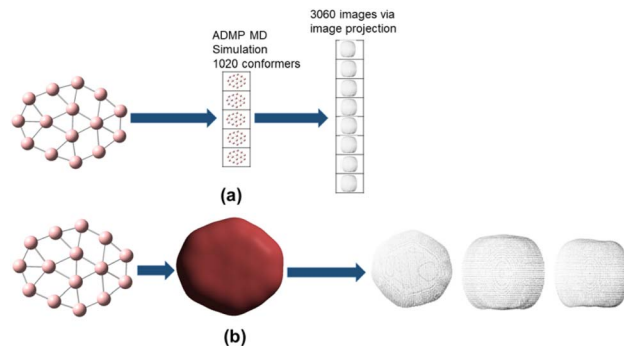 ADMP MD
Simulation
1020 conformers
3060 images via
image projection
(a)
(b)